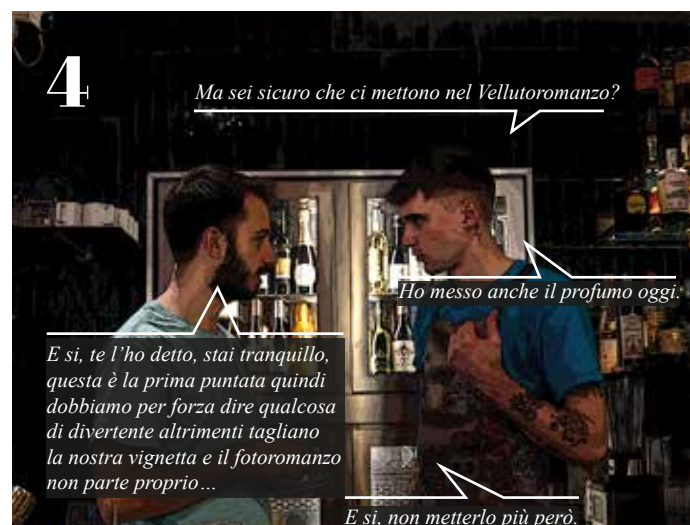 4
Ma sei sicuro che ci mettono nel Vellutoromanzo?
Ho messo anche il profumo oggi.
E si, te l’ho detto, stai tranquillo,
questa è la prima puntata quindi
dobbiamo per forza dire qualcosa
di divertente altrimenti tagliano
la nostra vignetta e il fotoromanzo
non parte proprio…
E si, non metterlo più però.